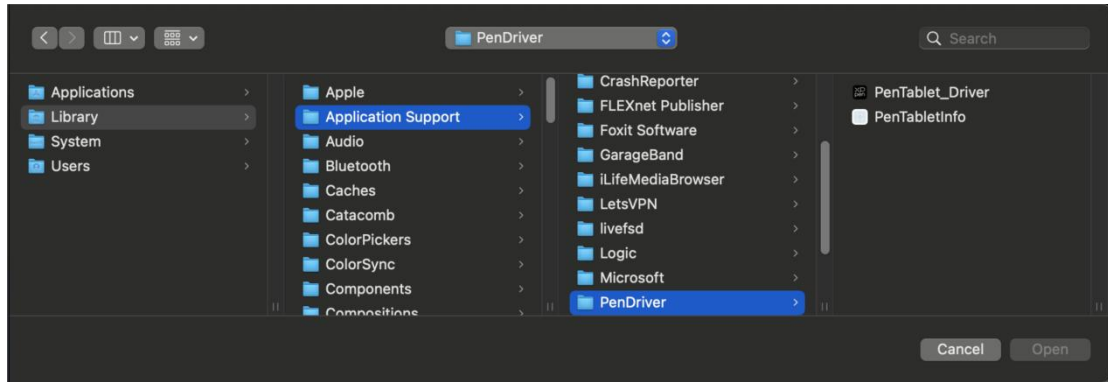 PenDriver
Search
Applications
Library
System
Users
Apple
Application Support
Audio
Bluetooth
Caches
Catacomb
ColorPickers
ColorSync
Components
Compositions
CrashReporter
FLEXnet Publisher
Foxit Software
GarageBand
iLifeMediaBrowser
LetsVPN
livefsd
Logic
Microsoft
PenDriver
PenTablet_Driver
PenTabletInfo
Cancel
Open